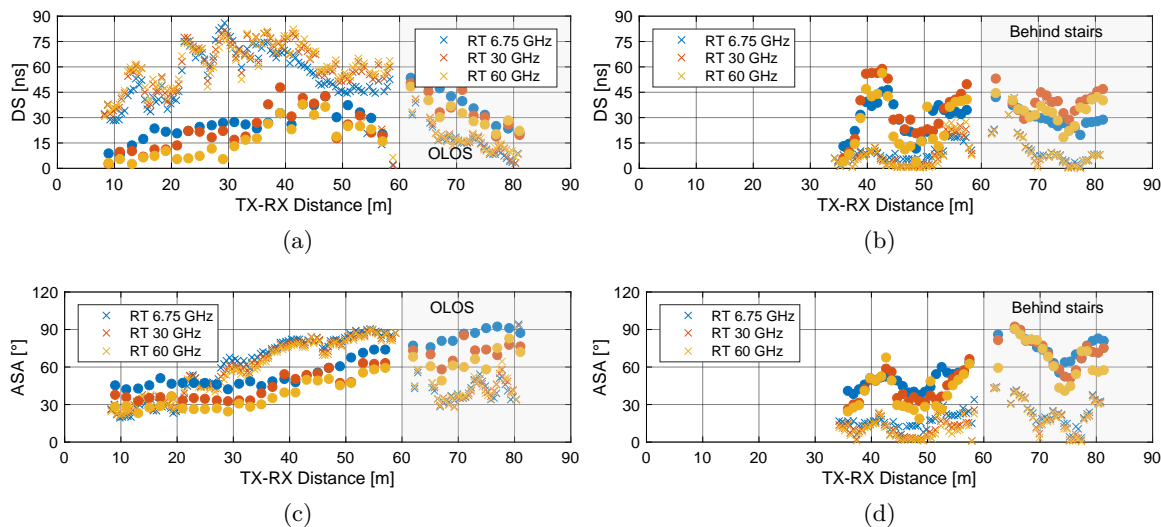 90
75
60
45
30
15
0
DS [ns]
RT 6.75 GHz
RT 30 GHz
RT 60 GHz
OLOS
0 10 20 30 40 50 60 70 80 90
TX-RX Distance [m]
(a)
90
75
60
45
30
15
0
DS [ns]
Behind stairs
RT 6.75 GHz
RT 30 GHz
RT 60 GHz
0 10 20 30 40 50 60 70 80 90
TX-RX Distance [m]
(b)
120
90
60
30
0
ASA [°]
OLOS
RT 6.75 GHz
RT 30 GHz
RT 60 GHz
0 10 20 30 40 50 60 70 80 90
TX-RX Distance [m]
(c)
120
90
60
30
0
ASA [°]
Behind stairs
RT 6.75 GHz
RT 30 GHz
RT 60 GHz
0 10 20 30 40 50 60 70 80 90
TX-RX Distance [m]
(d)